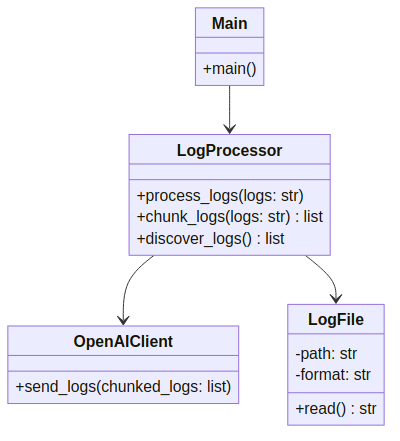 Main
+main()
LogProcessor
+process_logs(logs: str)
+chunk_logs(logs: str) : list
+discover_logs() : list
OpenAIClient
+send_logs(chunked_logs: list)
LogFile
-path: str
-format: str
+read() : str